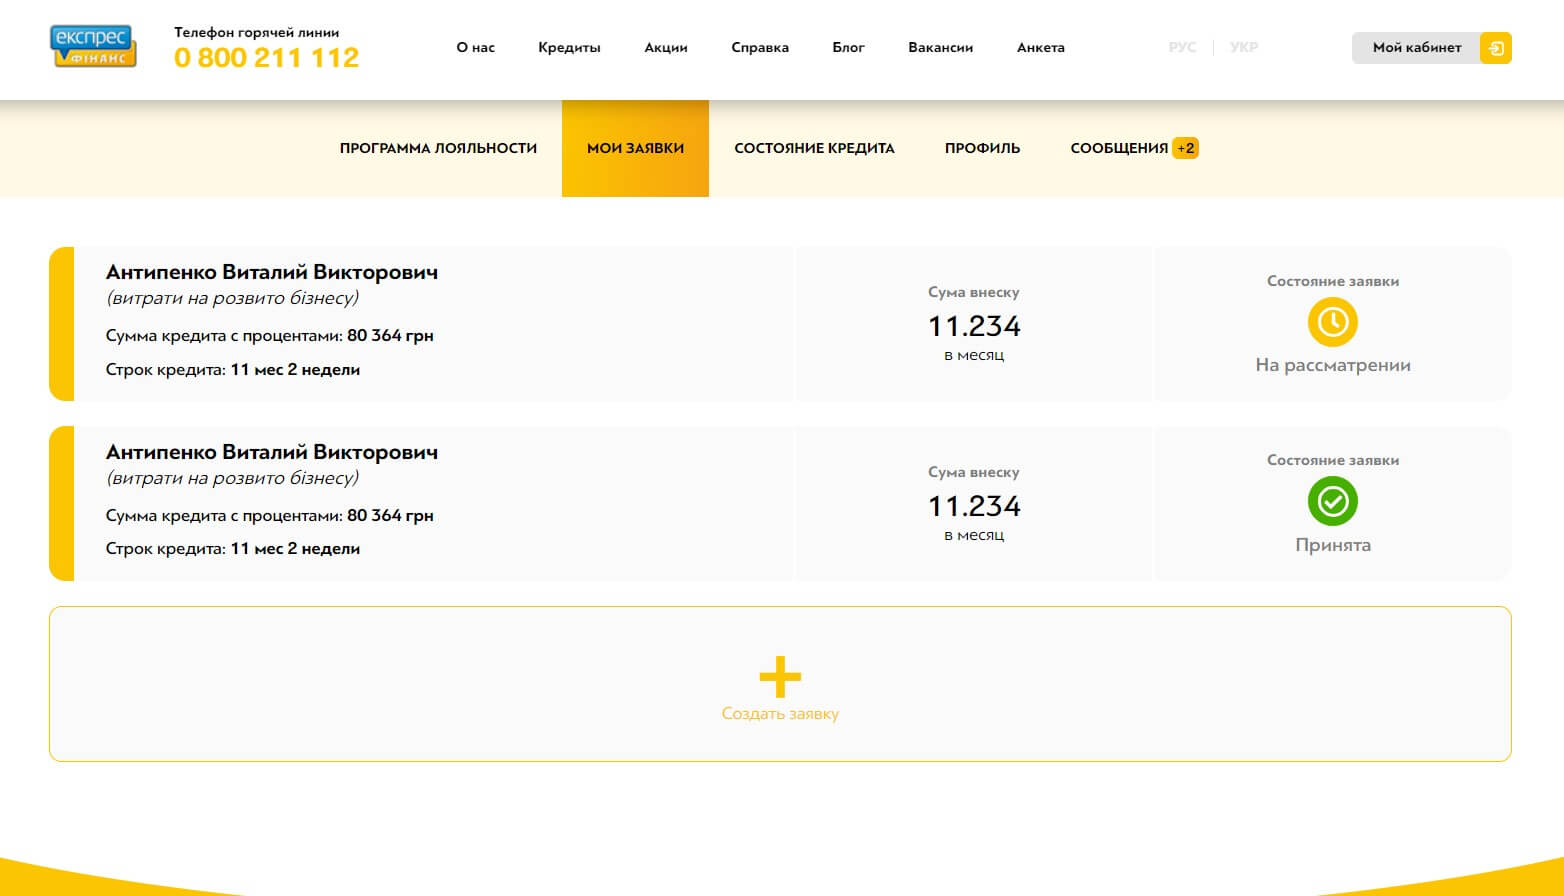 експрес
ФІНАНС
Телефон горячей линии
0 800 211 112
О нас
Кредиты
Акции
Справка
Блог
Вакансии
Анкета
РУС
УКР
Мой кабинет
ПРОГРАММА ЛОЯЛЬНОСТИ
МОИ ЗАЯВКИ
СОСТОЯНИЕ КРЕДИТА
ПРОФИЛЬ
СООБЩЕНИЯ +2
Антипенко Виталий Викторович
(витрати на розвито бізнесу)
Сумма кредита с процентами: 80 364 грн
Строк кредита: 11 мес 2 недели
Сума внеску
11.234
в месяц
Состояние заявки
На рассматрении
Антипенко Виталий Викторович
(витрати на розвито бізнесу)
Сумма кредита с процентами: 80 364 грн
Строк кредита: 11 мес 2 недели
Сума внеску
11.234
в месяц
Состояние заявки
Принята
Создать заявку